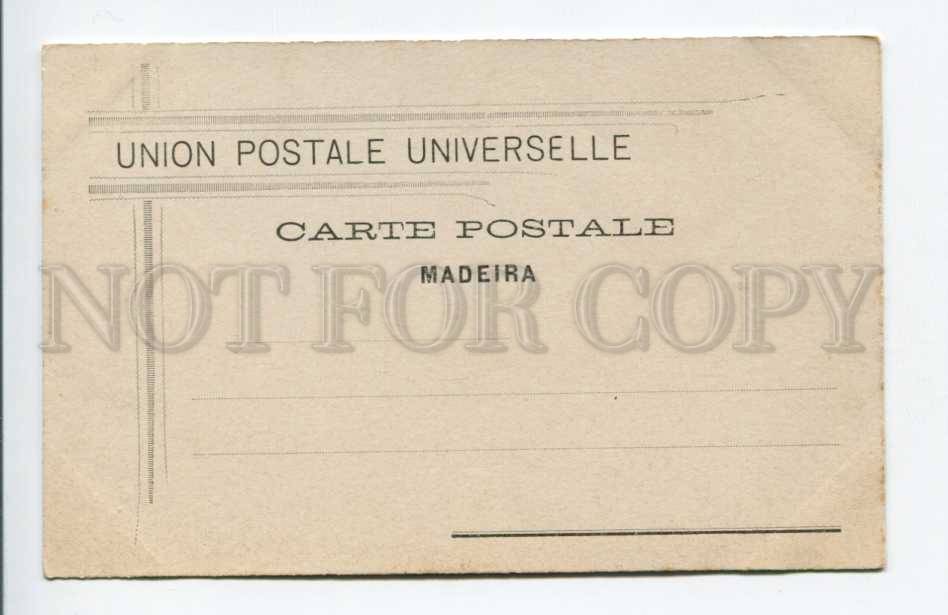 UNION POSTALE UNIVERSELLE
CARTE POSTALE
MADEIRA
NOT FOR COPY